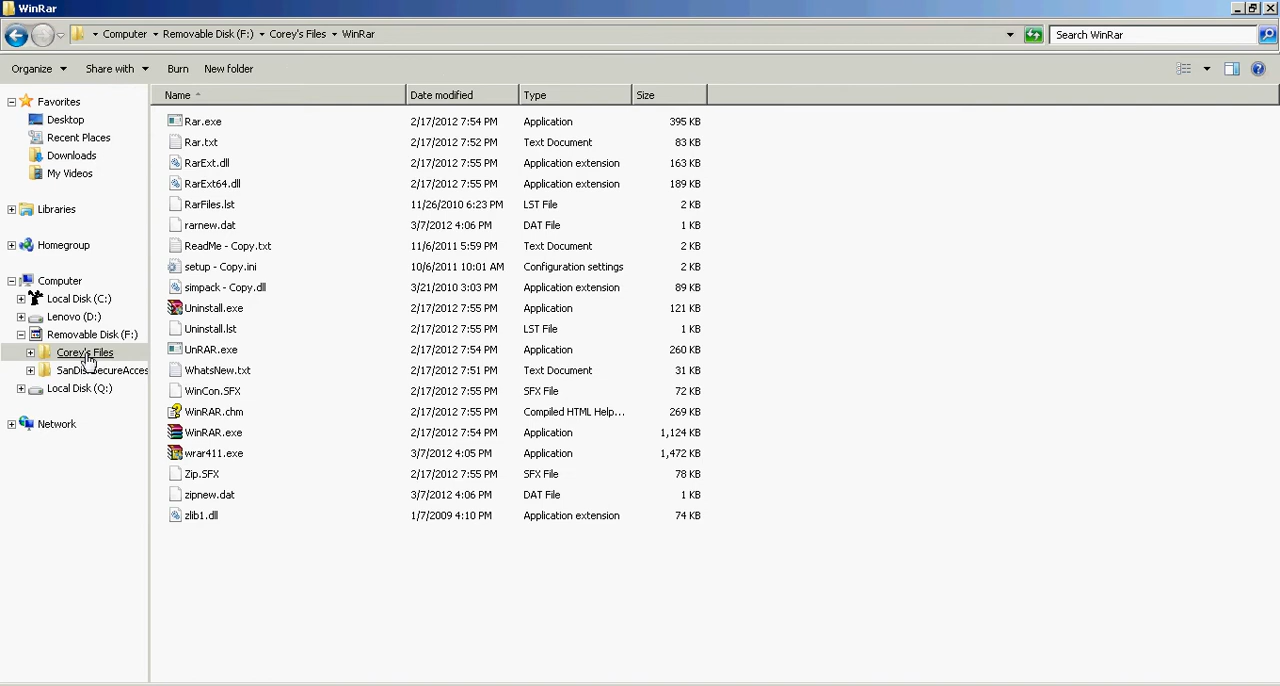 WinRar
Computer Removable Disk (F:) Corey's Files WinRar
Search WinRar
Organize Share with Burn New folder
Name Date modified Type Size
Favorites
Desktop
Recent Places
Downloads
My Videos
Libraries
Homegroup
Computer
Local Disk (C:)
Lenovo (D:)
Removable Disk (F:)
Corey's Files
Local Disk (Q:)
Network
Rar.exe 2/17/2012 7:54 PM Application 395 KB
Rar.txt 2/17/2012 7:52 PM Text Document 83 KB
RarExt.dll 2/17/2012 7:55 PM Application extension 163 KB
RarExt64.dll 2/17/2012 7:55 PM Application extension 189 KB
RarFiles.lst 11/26/2010 6:23 PM LST File 2 KB
rarnew.dat 3/7/2012 4:06 PM DAT File 1 KB
ReadMe - Copy.txt 11/6/2011 5:59 PM Text Document 2 KB
setup - Copy.ini 10/6/2011 10:01 AM Configuration settings 2 KB
simpack - Copy.dll 3/21/2010 3:03 PM Application extension 89 KB
Uninstall.exe 2/17/2012 7:55 PM Application 121 KB
Uninstall.lst 2/17/2012 7:55 PM LST File 1 KB
UnRAR.exe 2/17/2012 7:54 PM Application 260 KB
WhatsNew.txt 2/17/2012 7:51 PM Text Document 31 KB
WinCon.SFX 2/17/2012 7:55 PM SFX File 72 KB
WinRAR.chm 2/17/2012 7:55 PM Compiled HTML Help... 269 KB
WinRAR.exe 2/17/2012 7:54 PM Application 1,124 KB
wrar411.exe 3/7/2012 4:05 PM Application 1,472 KB
Zip.SFX 2/17/2012 7:55 PM SFX File 78 KB
zipnew.dat 3/7/2012 4:06 PM DAT File 1 KB
zlib1.dll 1/7/2009 4:10 PM Application extension 74 KB